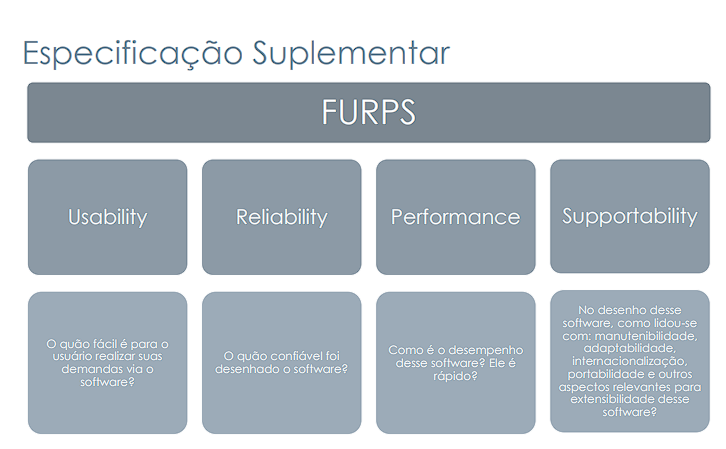 Especificação Suplementar
FURPS
Usability
Reliability
Performance
Supportability
O quão fácil é para o
usuário realizar suas
demandas via o
software?
O quão confiável foi
desenhado o software?
Como é o desempenho
desse software? Ele é
rápido?
No desenho desse
software, como lidou-se
com: manutenibilidade,
adaptabilidade,
internacionalização,
portabilidade e outros
aspectos relevantes para
extensibilidade desse
software?